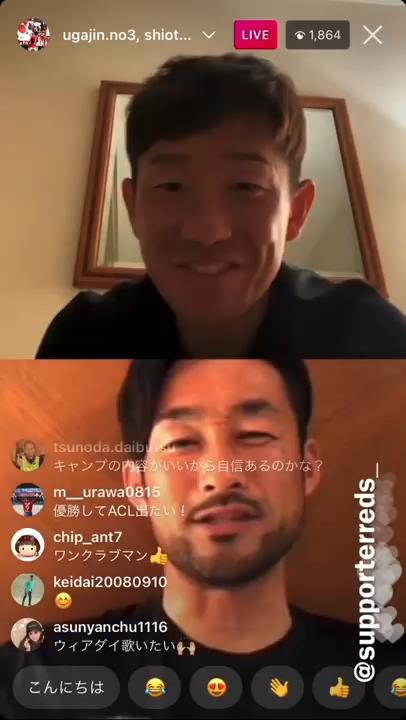 ugajin.no3, shiot...
LIVE
1,864
tsunoda.daibutsu
キャンプの内容がいいから自信あるのかな？
m__urawa0815
優勝してACL出たい！
chip_ant7
ワンクラブマン👍
keidai20080910
😊
asunyanchu1116
ウィアダイ歌いたい🙌🏻
こんにちは
😂
😍
👋
👍
😂
@supporterreds_